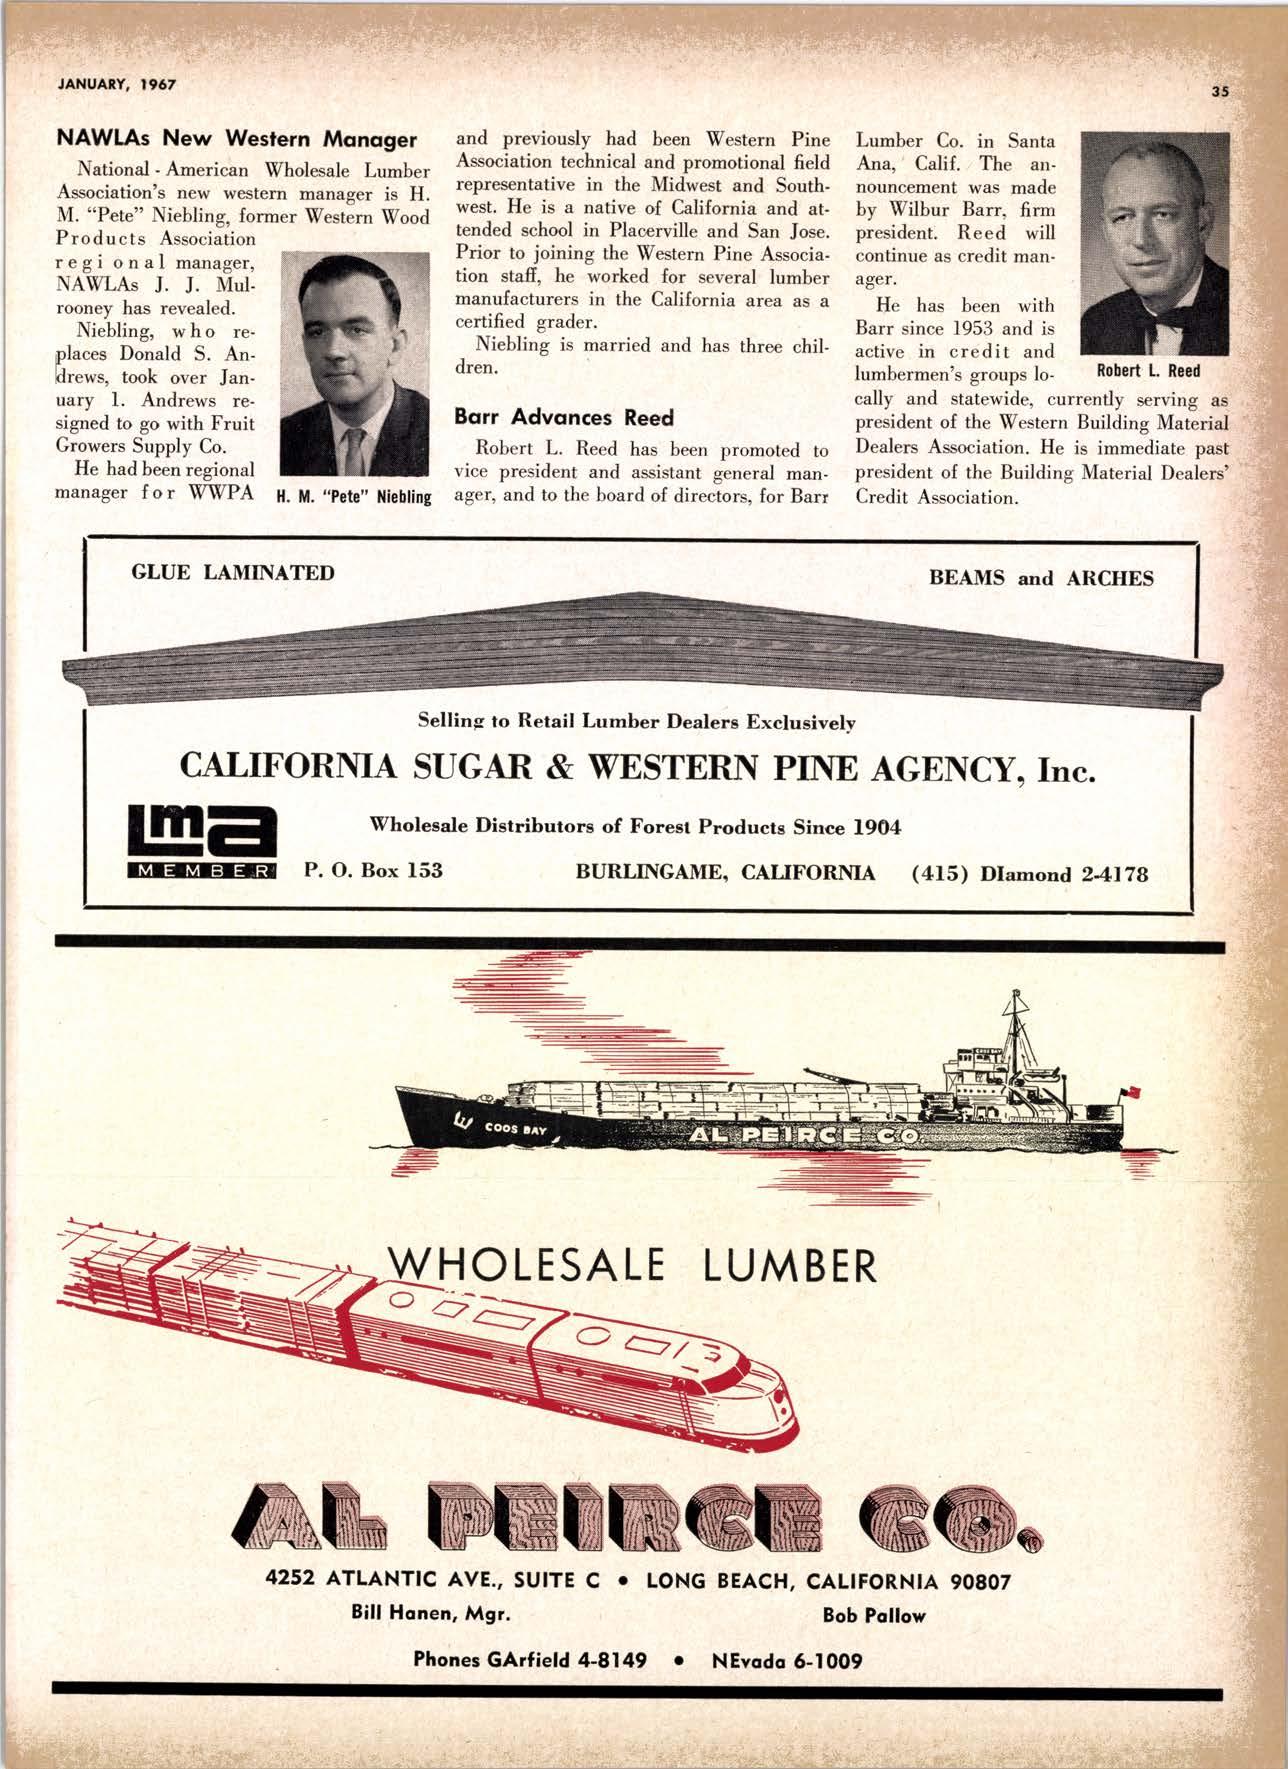 JANUARY, 1967
35
NAWLAs New Western Manager
National - American Wholesale Lumber
Association's new western manager is H.
M. "Pete" Niebling, former Western Wood
Products Association
regional manager,
NAWLAs J. J. Mul-
rooney has revealed.
Niebling, who re-
places Donald S. An-
drews, took over Jan-
uary 1. Andrews re-
signed to go with Fruit
Growers Supply Co.
He had been regional
manager for WWPA
H. M. "Pete" Niebling
and previously had been Western Pine
Association technical and promotional field
representative in the Midwest and South-
west. He is a native of California and at-
tended school in Placerville and San Jose.
Prior to joining the Western Pine Associa-
tion staff, he worked for several lumber
manufacturers in the California area as a
certified grader.
Niebling is married and has three chil-
dren.
Barr Advances Reed
Robert L. Reed has been promoted to
vice president and assistant general man-
ager, and to the board of directors, for Barr
Lumber Co. in Santa
Ana, Calif. The an-
nouncement was made
by Wilbur Barr, firm
president. Reed will
continue as credit man-
ager.
He has been with
Barr since 1953 and is
active in credit and
lumbermen's groups lo-
cally and statewide, currently serving as
president of the Western Building Material
Dealers Association. He is immediate past
president of the Building Material Dealers'
Credit Association.
Robert L. Reed
GLUE LAMINATED
BEAMS and ARCHES
Selling to Retail Lumber Dealers Exclusively
CALIFORNIA SUGAR & WESTERN PINE AGENCY, Inc.
lma
MEMBER
Wholesale Distributors of Forest Products Since 1904
P. O. Box 153 BURLINGAME, CALIFORNIA (415) DIamond 2-4178
COOS BAY
COOS BAY
AL PEIRCE CO.
WHOLESALE LUMBER
AL PEIRCE CO.
4252 ATLANTIC AVE., SUITE C • LONG BEACH, CALIFORNIA 90807
Bill Hanen, Mgr. Bob Pallow
Phones GArfield 4-8149 • NEvada 6-1009